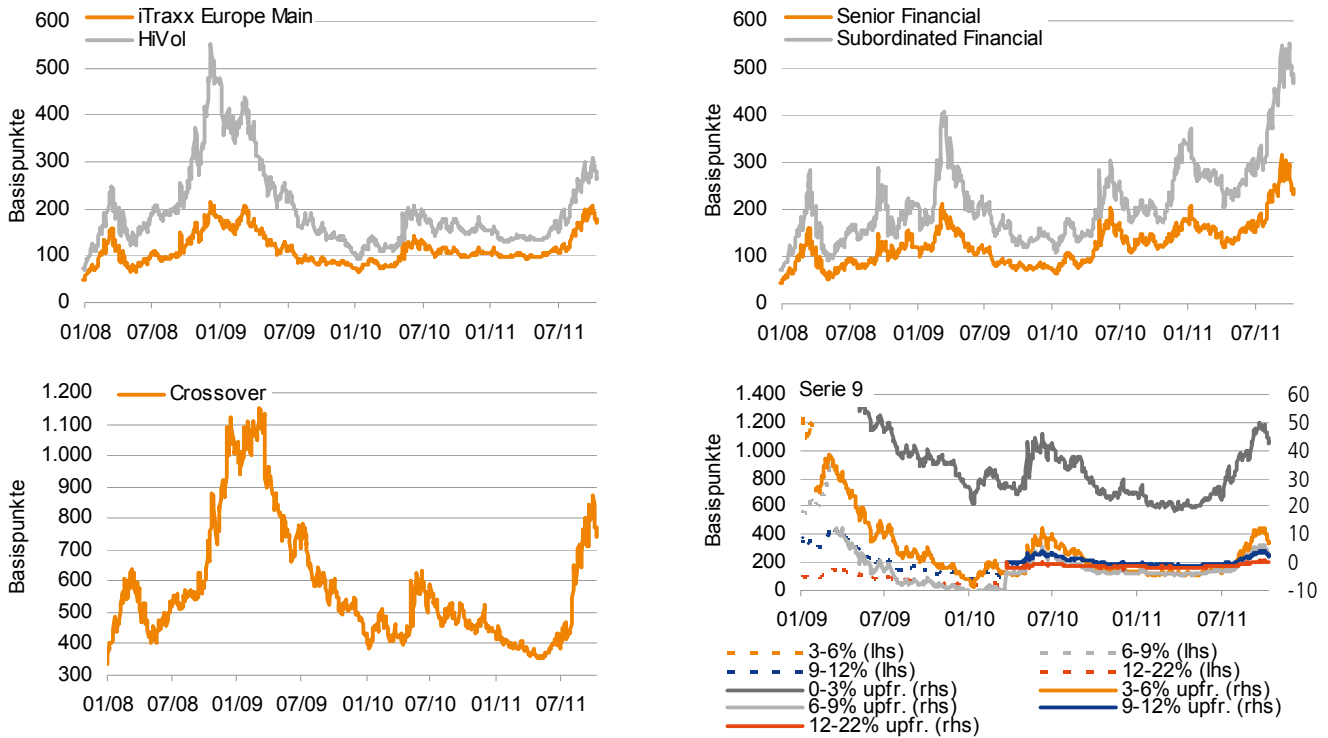 iTraxx Europe Main
HiVol
Basispunkte
600
500
400
300
200
100
0
01/08 07/08 01/09 07/09 01/10 07/10 01/11 07/11
Senior Financial
Subordinated Financial
Basispunkte
600
500
400
300
200
100
0
01/08 07/08 01/09 07/09 01/10 07/10 01/11 07/11
Crossover
Basispunkte
1.200
1.100
1.000
900
800
700
600
500
400
300
01/08 07/08 01/09 07/09 01/10 07/10 01/11 07/11
Serie 9
Basispunkte
1.400
1.200
1.000
800
600
400
200
0
60
50
40
30
20
10
0
-10
01/09 07/09 01/10 07/10 01/11 07/11
3-6% (lhs)
6-9% (lhs)
9-12% (lhs)
12-22% (lhs)
0-3% upfr. (rhs)
3-6% upfr. (rhs)
6-9% upfr. (rhs)
9-12% upfr. (rhs)
12-22% upfr. (rhs)